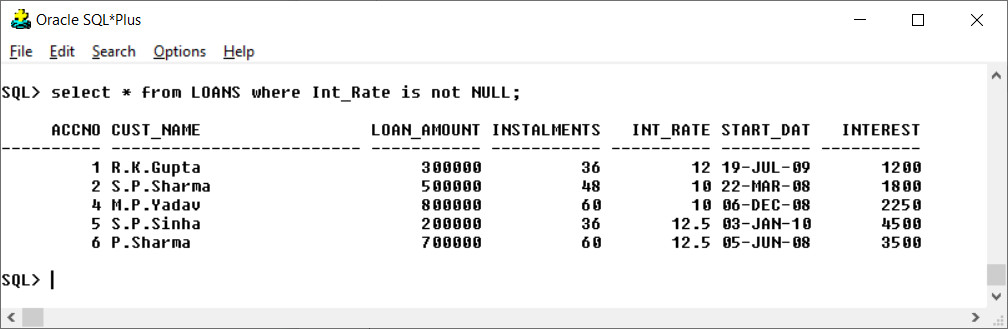 Oracle SQL*Plus
File Edit Search Options Help
SQL> select * from LOANS where Int_Rate is not NULL;
ACCNO CUST_NAME LOAN_AMOUNT INSTALMENTS INT_RATE START_DAT INTEREST
---------- ------------------------- ----------- ----------- ---------- --------- ----------
1 R.K.Gupta 300000 36 12 19-JUL-09 1200
2 S.P.Sharma 500000 48 10 22-MAR-08 1800
4 M.P.Yadav 800000 60 10 06-DEC-08 2250
5 S.P.Sinha 200000 36 12.5 03-JAN-10 4500
6 P.Sharma 700000 60 12.5 05-JUN-08 3500
SQL>